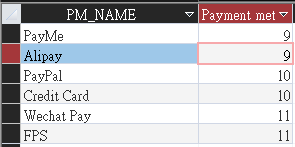 PM_NAME Payment met
PayMe 9
Alipay 9
PayPal 10
Credit Card 10
Wechat Pay 11
FPS 11